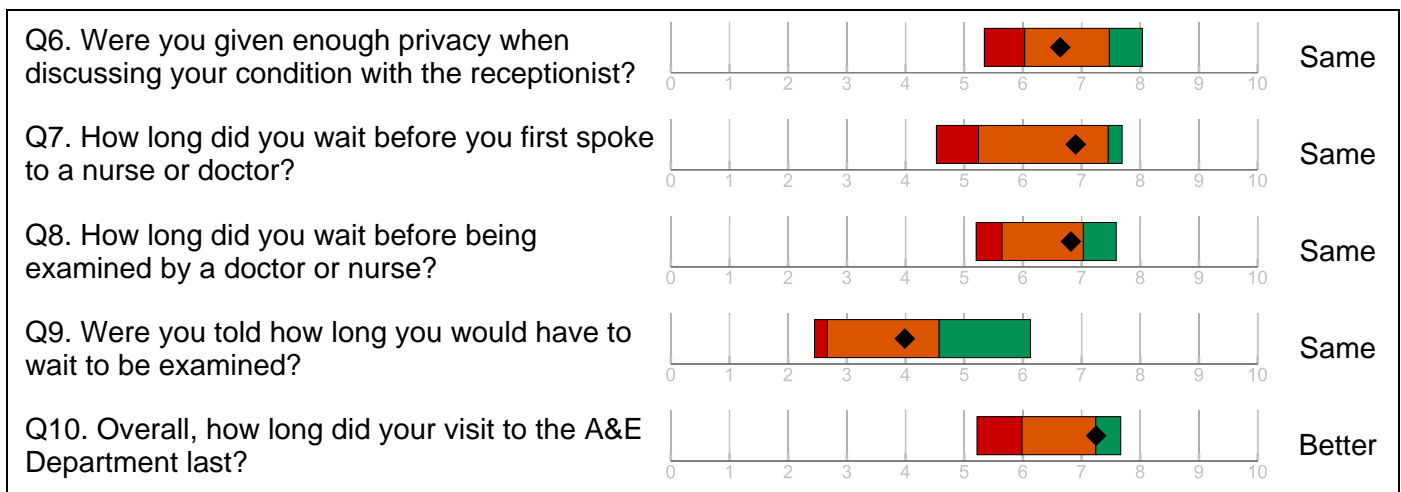 Q6. Were you given enough privacy when
discussing your condition with the receptionist?
0 1 2 3 4 5 6 7 8 9 10
Same
Q7. How long did you wait before you first spoke
to a nurse or doctor?
0 1 2 3 4 5 6 7 8 9 10
Same
Q8. How long did you wait before being
examined by a doctor or nurse?
0 1 2 3 4 5 6 7 8 9 10
Same
Q9. Were you told how long you would have to
wait to be examined?
0 1 2 3 4 5 6 7 8 9 10
Same
Q10. Overall, how long did your visit to the A&E
Department last?
0 1 2 3 4 5 6 7 8 9 10
Better